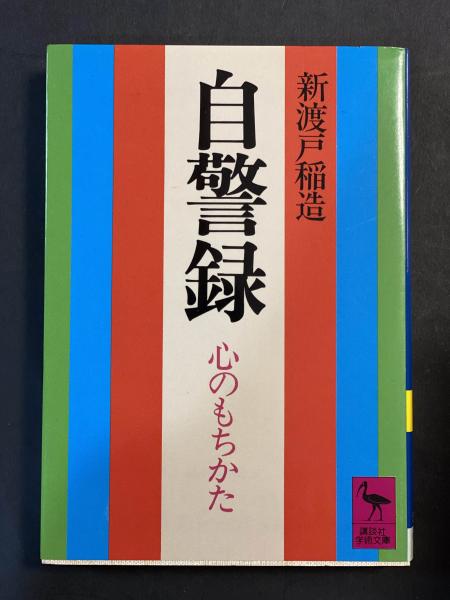 新渡戸稲造
自警録
心のもちかた
講談社
学術文庫